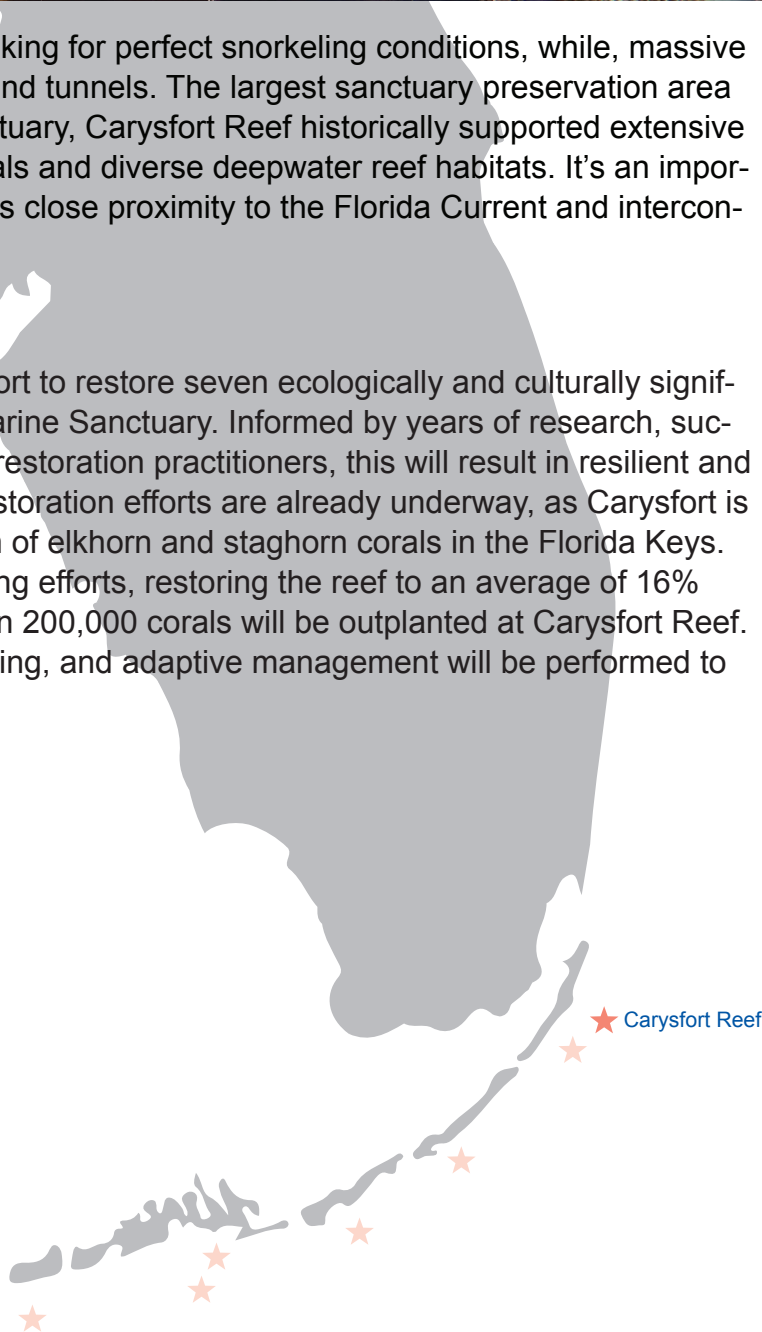 king for perfect snorkeling conditions, while, massive
nd tunnels. The largest sanctuary preservation area
tuary, Carysfort Reef historically supported extensive
als and diverse deepwater reef habitats. It's an impor-
s close proximity to the Florida Current and intercon-
ort to restore seven ecologically and culturally signif-
arine Sanctuary. Informed by years of research, suc-
restoration practitioners, this will result in resilient and
storation efforts are already underway, as Carysfort is
n of elkhorn and staghorn corals in the Florida Keys.
ng efforts, restoring the reef to an average of 16%
n 200,000 corals will be outplanted at Carysfort Reef.
ing, and adaptive management will be performed to
Carysfort Reef